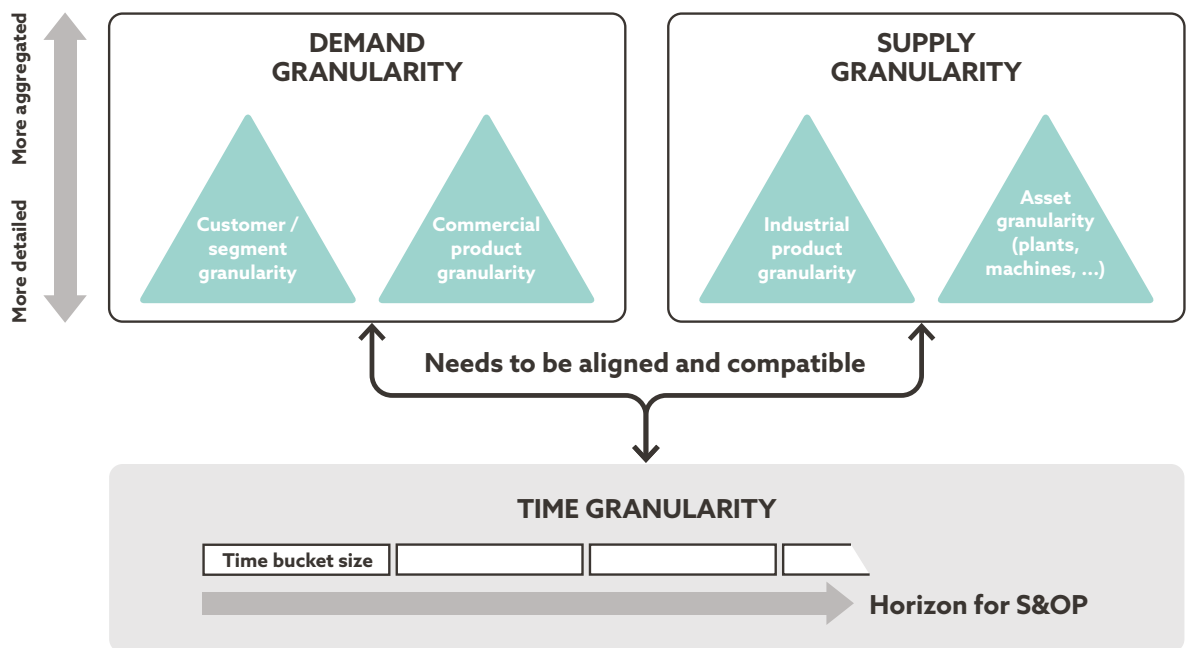 More aggregated
More detailed
DEMAND
GRANULARITY
Customer /
segment
granularity
Commercial
product
granularity
SUPPLY
GRANULARITY
Industrial
product
granularity
Asset
granularity
(plants,
machines, ...)
Needs to be aligned and compatible
TIME GRANULARITY
Time bucket size
Horizon for S&OP